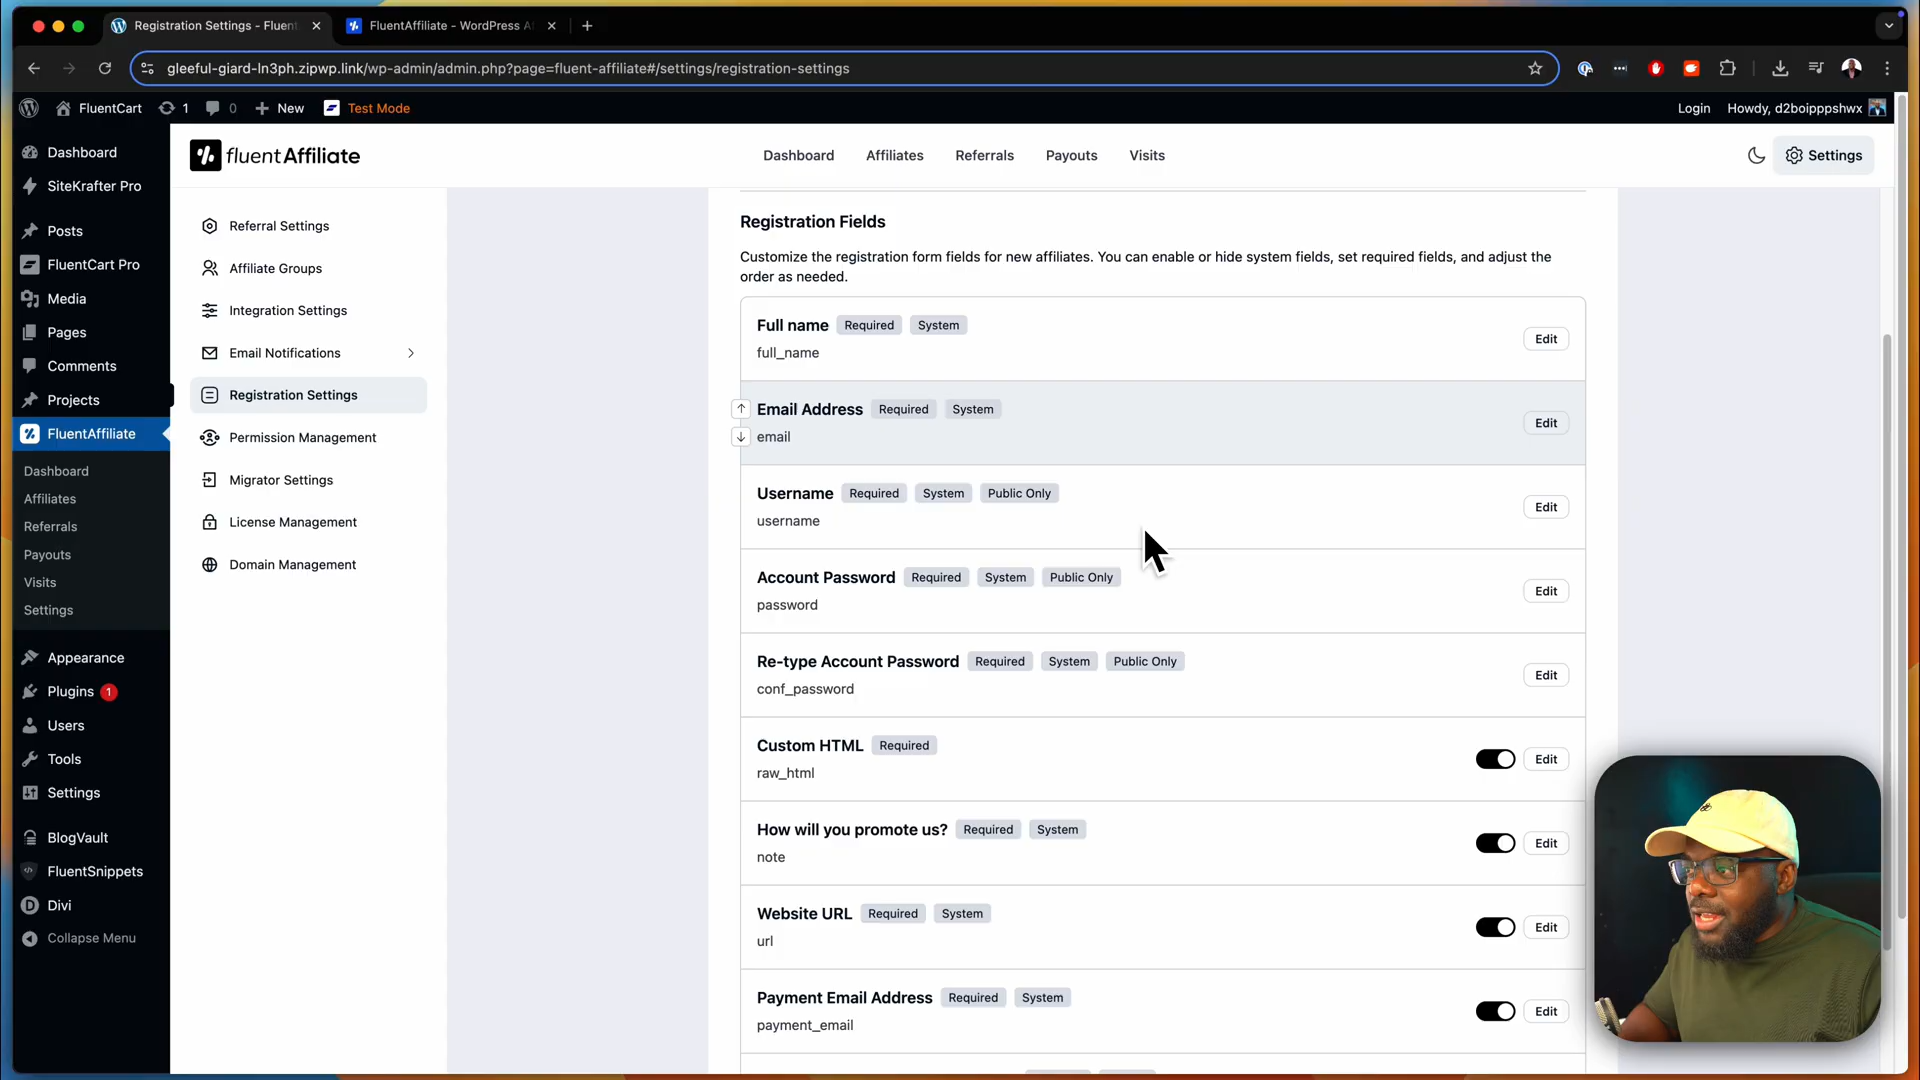 Registration Settings - Fluent
FluentAffiliate - WordPress A
gleeful-giard-ln3ph.zipwp.link/wp-admin/admin.php?page=fluent-affiliate#/settings/registration-settings
FluentCart
1
0
New
Test Mode
Login
Howdy, d2boipppshwx
Dashboard
SiteKrafter Pro
Posts
FluentCart Pro
Media
Pages
Comments
Projects
FluentAffiliate
Dashboard
Affiliates
Referrals
Payouts
Visits
Settings
Appearance
Plugins 1
Users
Tools
Settings
BlogVault
FluentSnippets
Divi
Collapse Menu
fluentAffiliate
Dashboard
Affiliates
Referrals
Payouts
Visits
Settings
Referral Settings
Affiliate Groups
Integration Settings
Email Notifications
Registration Settings
Permission Management
Migrator Settings
License Management
Domain Management
Registration Fields
Customize the registration form fields for new affiliates. You can enable or hide system fields, set required fields, and adjust the
order as needed.
Full name Required System
full_name
Edit
Email Address Required System
email
Edit
Username Required System Public Only
username
Edit
Account Password Required System Public Only
password
Edit
Re-type Account Password Required System Public Only
conf_password
Edit
Custom HTML Required
raw_html
Edit
How will you promote us? Required System
note
Edit
Website URL Required System
url
Edit
Payment Email Address Required System
payment_email
Edit